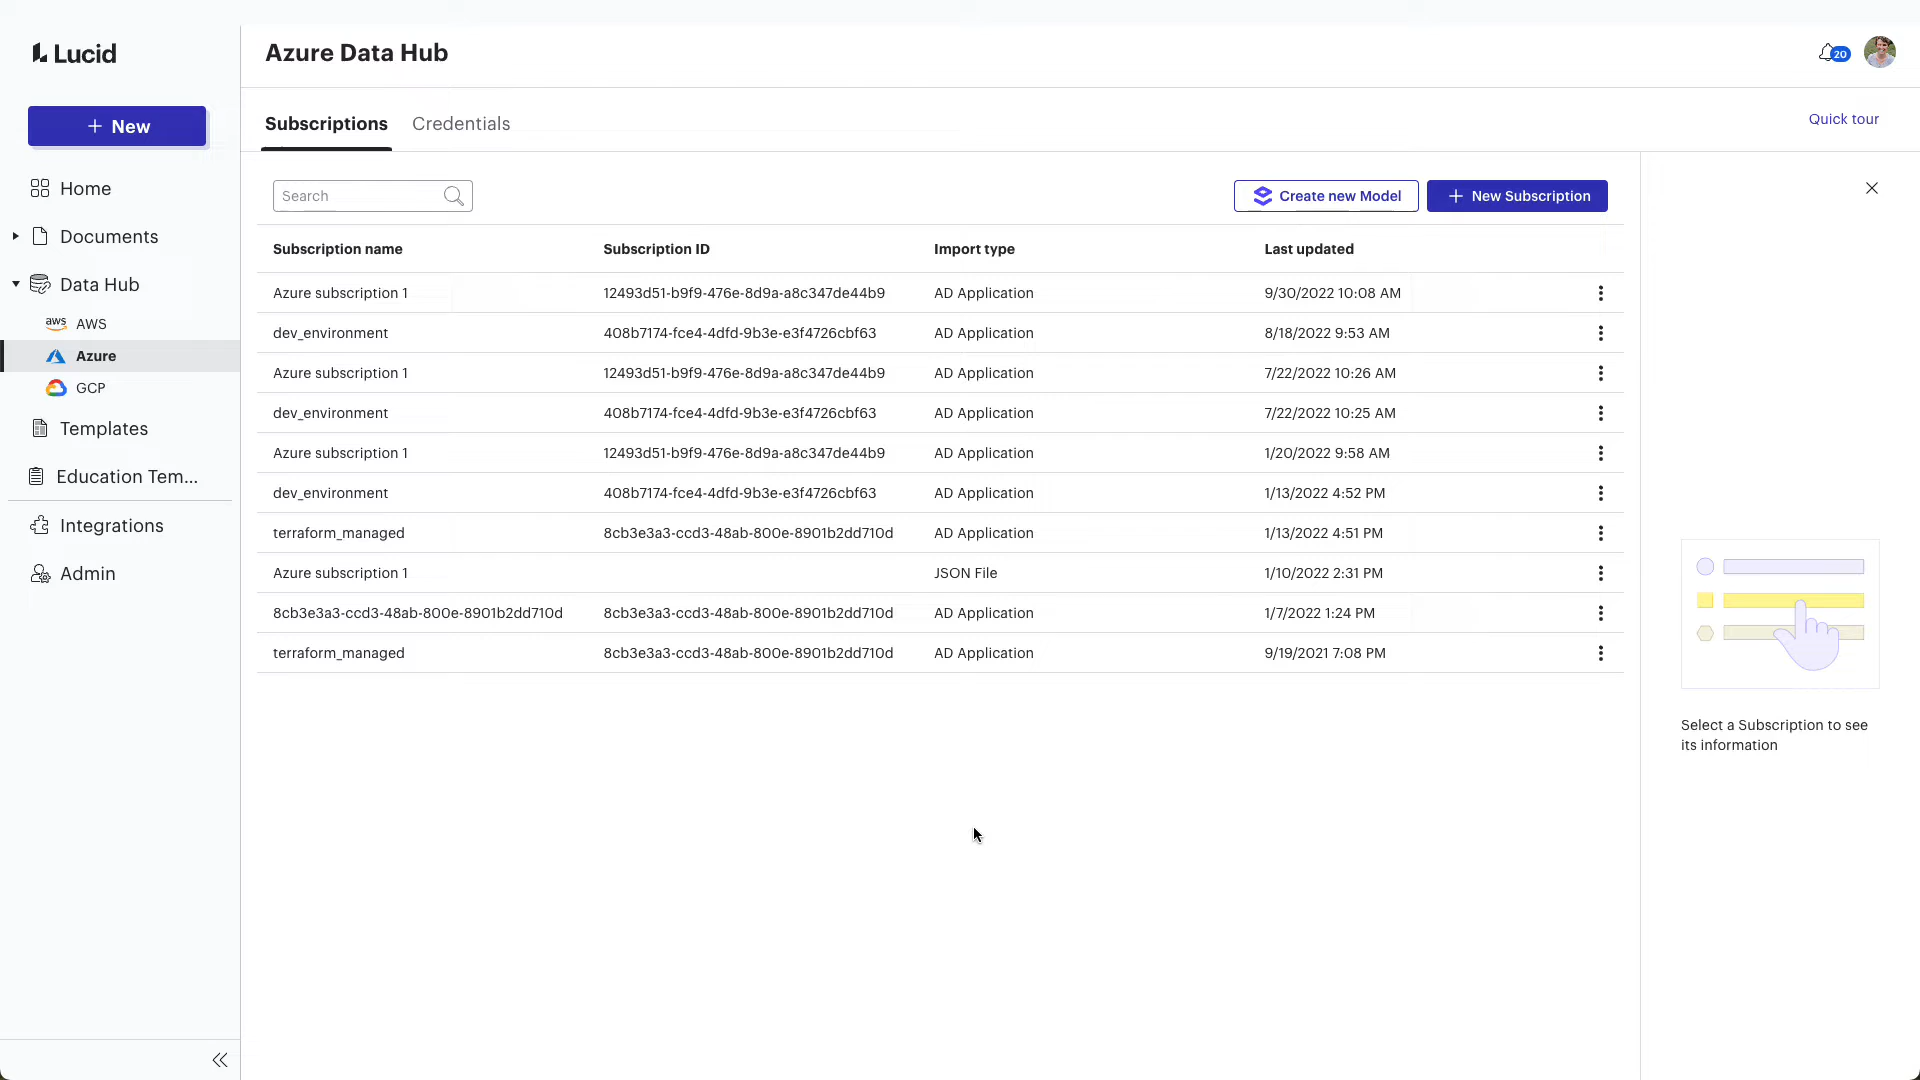 Lucid
Azure Data Hub
20
+ New
Subscriptions
Credentials
Quick tour
Home
Documents
Data Hub
aws AWS
Azure
GCP
Templates
Education Tem...
Integrations
Admin
Search
Create new Model
+ New Subscription
Subscription name Subscription ID Import type Last updated
Azure subscription 1 12493d51-b9f9-476e-8d9a-a8c347de44b9 AD Application 9/30/2022 10:08 AM
dev_environment 408b7174-fce4-4dfd-9b3e-e3f4726cbf63 AD Application 8/18/2022 9:53 AM
Azure subscription 1 12493d51-b9f9-476e-8d9a-a8c347de44b9 AD Application 7/22/2022 10:26 AM
dev_environment 408b7174-fce4-4dfd-9b3e-e3f4726cbf63 AD Application 7/22/2022 10:25 AM
Azure subscription 1 12493d51-b9f9-476e-8d9a-a8c347de44b9 AD Application 1/20/2022 9:58 AM
dev_environment 408b7174-fce4-4dfd-9b3e-e3f4726cbf63 AD Application 1/13/2022 4:52 PM
terraform_managed 8cb3e3a3-ccd3-48ab-800e-8901b2dd710d AD Application 1/13/2022 4:51 PM
Azure subscription 1 JSON File 1/10/2022 2:31 PM
8cb3e3a3-ccd3-48ab-800e-8901b2dd710d 8cb3e3a3-ccd3-48ab-800e-8901b2dd710d AD Application 1/7/2022 1:24 PM
terraform_managed 8cb3e3a3-ccd3-48ab-800e-8901b2dd710d AD Application 9/19/2021 7:08 PM
Select a Subscription to see
its information